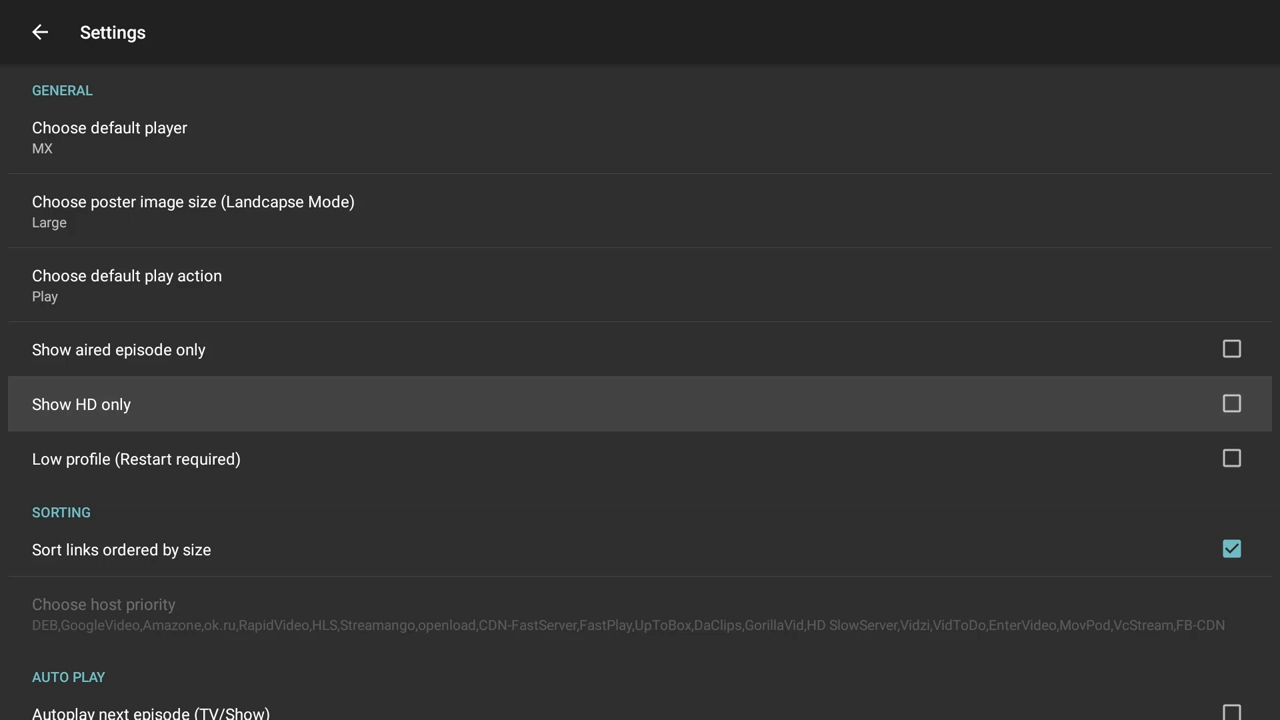 Settings
GENERAL
Choose default player
MX
Choose poster image size (Landcapse Mode)
Large
Choose default play action
Play
Show aired episode only
Show HD only
Low profile (Restart required)
SORTING
Sort links ordered by size
Choose host priority
DEB,GoogleVideo,Amazone,ok.ru,RapidVideo,HLS,Streamango,openload,CDN-FastServer,FastPlay,UpToBox,DaClips,GorillaVid,HD SlowServer,Vidzi,VidToDo,EnterVideo,MovPod,VcStream,FB-CDN
AUTO PLAY
Autoplay next episode (TV/Show)